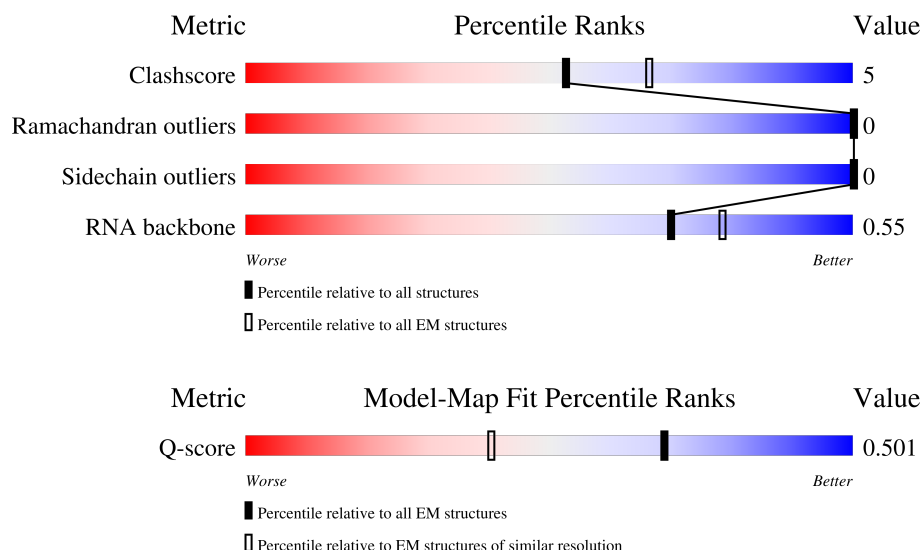 Metric Percentile Ranks Value
Clashscore 5
Ramachandran outliers 0
Sidechain outliers 0
RNA backbone 0.55
Worse Better
Percentile relative to all structures
Percentile relative to all EM structures
Metric Model-Map Fit Percentile Ranks Value
Q-score 0.501
Worse Better
Percentile relative to all EM structures
Percentile relative to EM structures of similar resolution